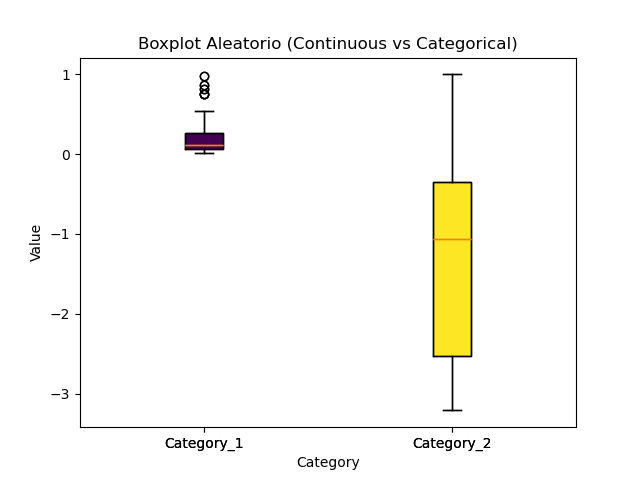 Boxplot Aleatorio (Continuous vs Categorical)
1
0
−1
−2
−3
Value
Category_1
Category_2
Category